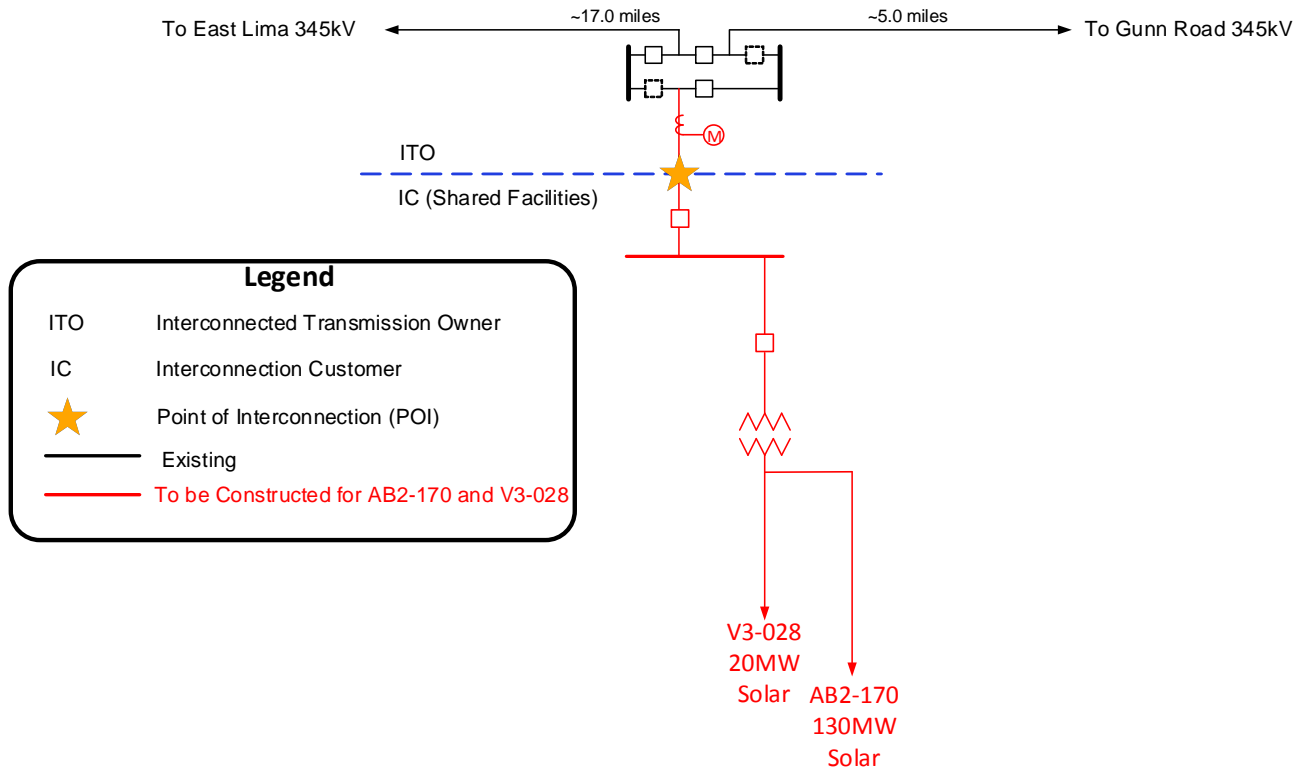 ~17.0 miles
~5.0 miles
To East Lima 345kV
To Gunn Road 345kV
M
ITO
IC (Shared Facilities)
Legend
ITO Interconnected Transmission Owner
IC Interconnection Customer
Point of Interconnection (POI)
Existing
To be Constructed for AB2-170 and V3-028
V3-028
20MW
Solar
AB2-170
130MW
Solar